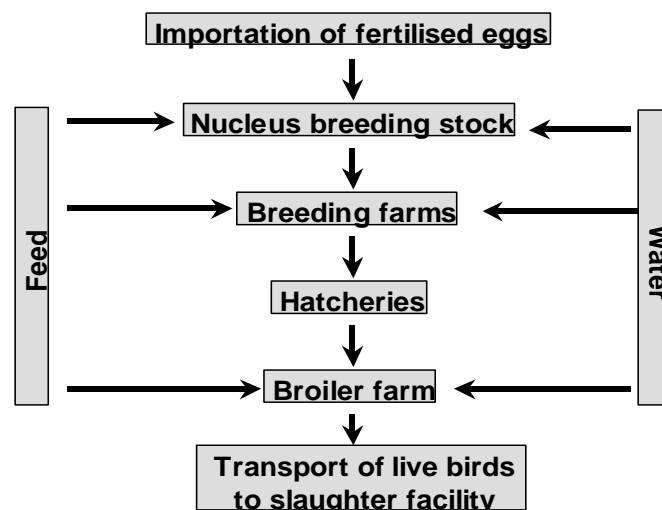 Importation of fertilised eggs
Nucleus breeding stock
Breeding farms
Feed
Water
Hatcheries
Broiler farm
Transport of live birds
to slaughter facility